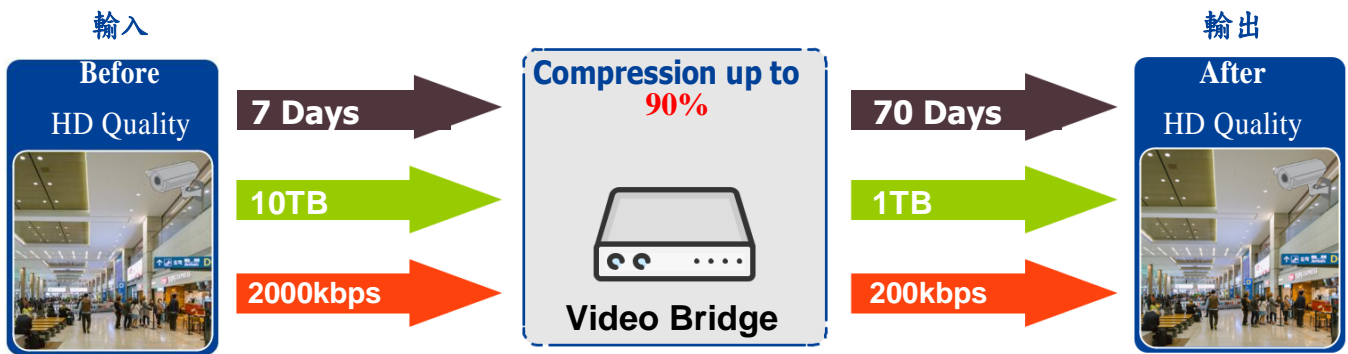 輸入
輸出
Before
HD Quality
7 Days
10TB
2000kbps
Compression up to
90%
Video Bridge
70 Days
1TB
200kbps
After
HD Quality